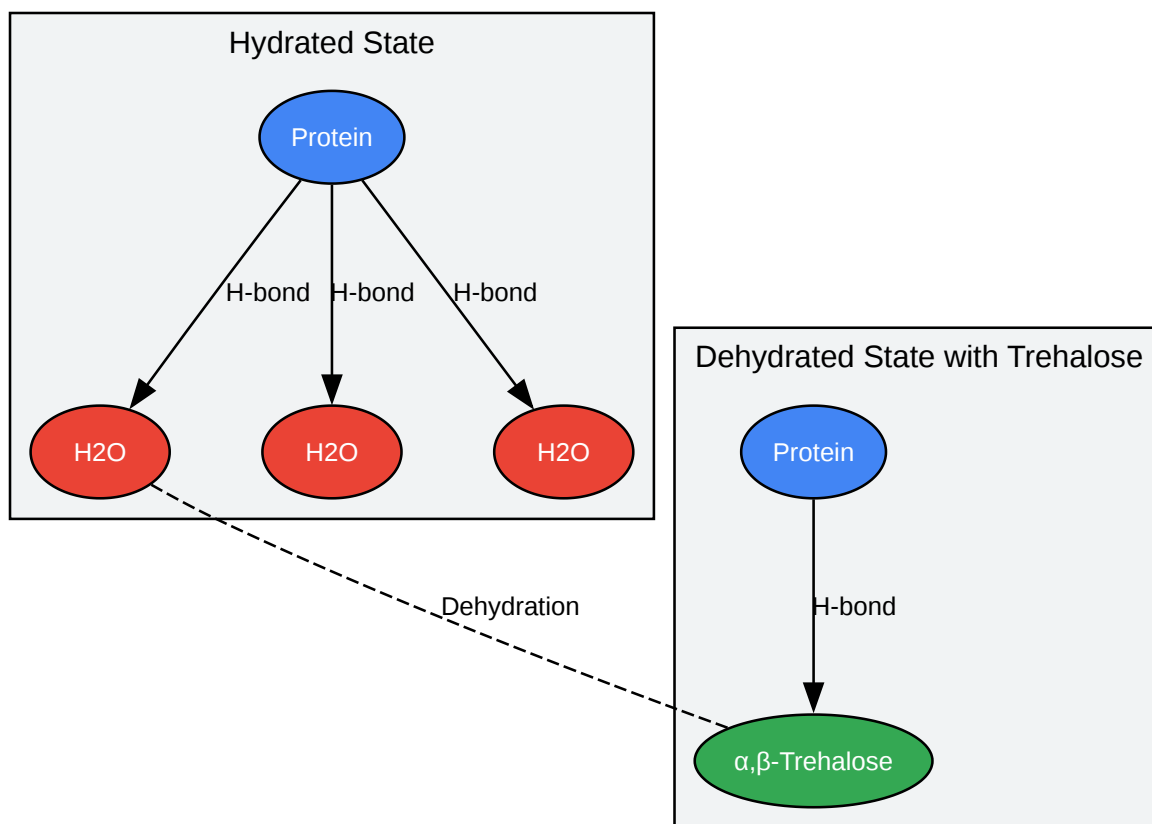 Hydrated State
Protein
H-bond
H-bond
H-bond
H2O
H2O
H2O
Dehydration
Dehydrated State with Trehalose
Protein
H-bond
α,β-Trehalose